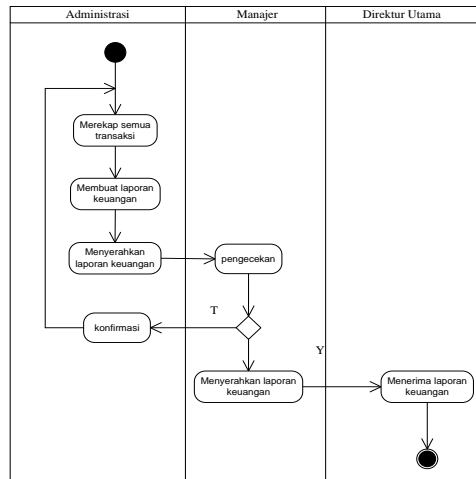 Administrasi
Manajer
Direktur Utama
Merekap semua
transaksi
Membuat laporan
keuangan
Menyerahkan
laporan keuangan
pengecekan
T
konfirmasi
Y
Menyerahkan laporan
keuangan
Menerima laporan
keuangan